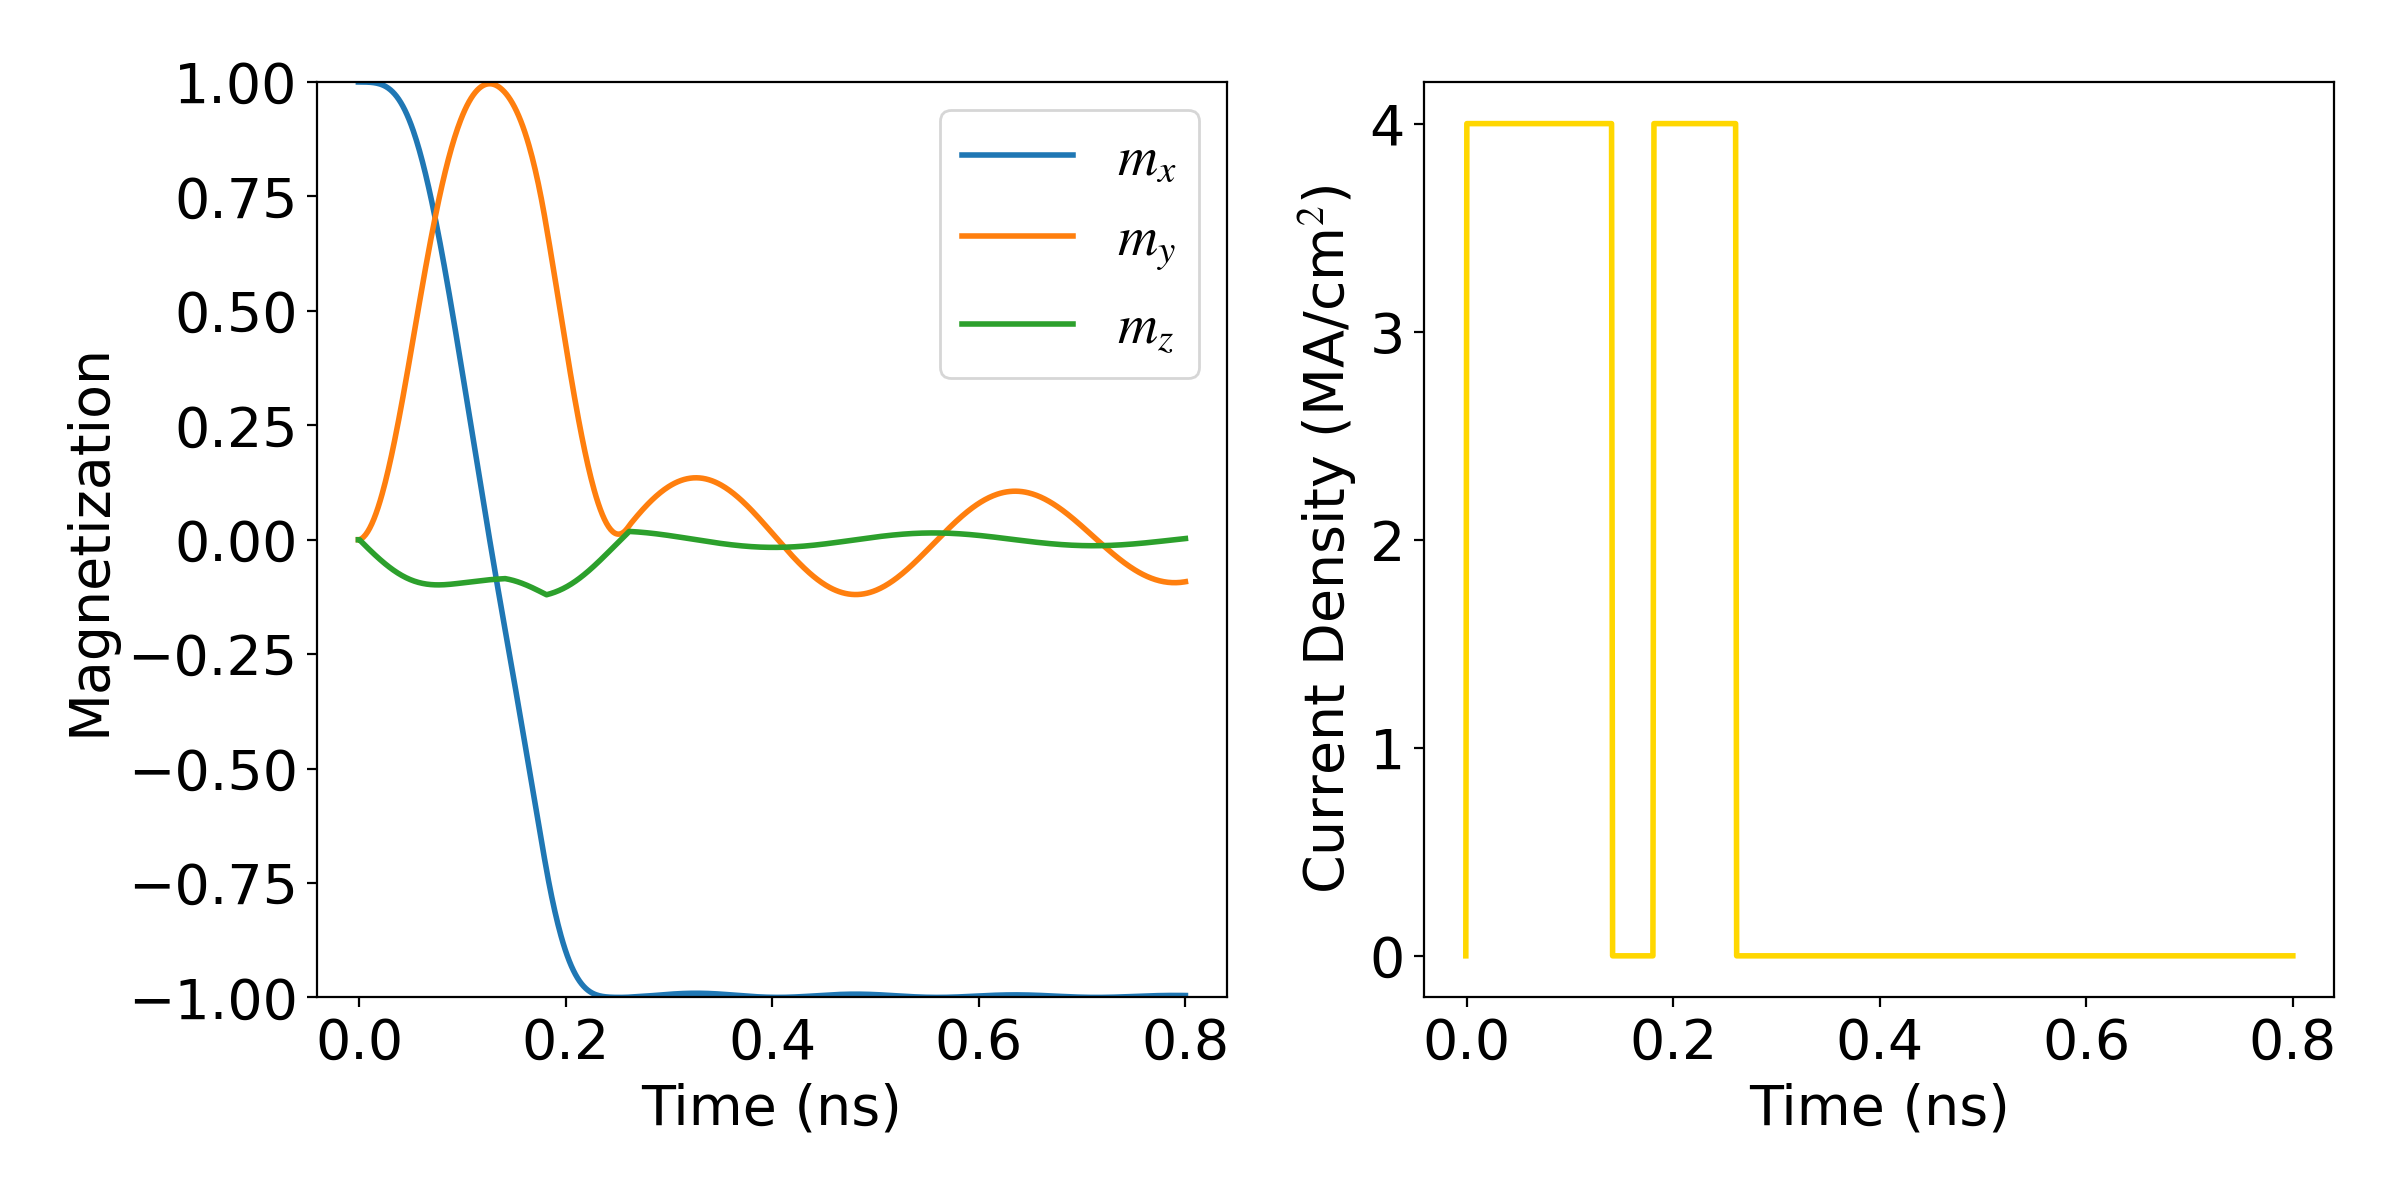 Magnetization
1.00
0.75
0.50
0.25
0.00
−0.25
−0.50
−0.75
−1.00
0.0 0.2 0.4 0.6 0.8
Time (ns)
m_x
m_y
m_z
Current Density (MA/cm²)
4
3
2
1
0
0.0 0.2 0.4 0.6 0.8
Time (ns)